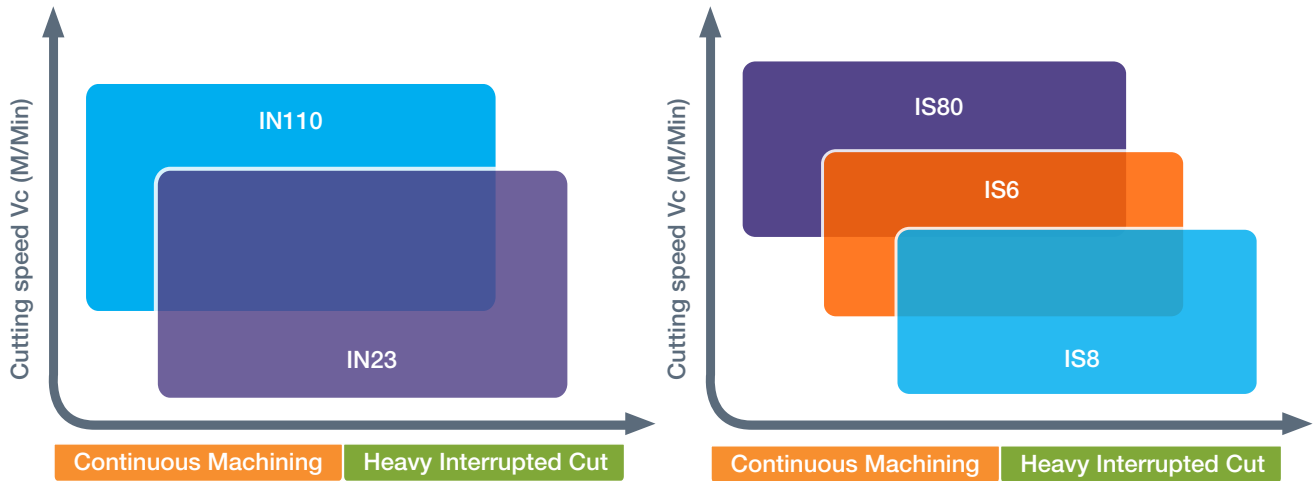 Cutting speed Vc (M/Min)
IN110
IN23
Continuous Machining
Heavy Interrupted Cut
Cutting speed Vc (M/Min)
IS80
IS6
IS8
Continuous Machining
Heavy Interrupted Cut